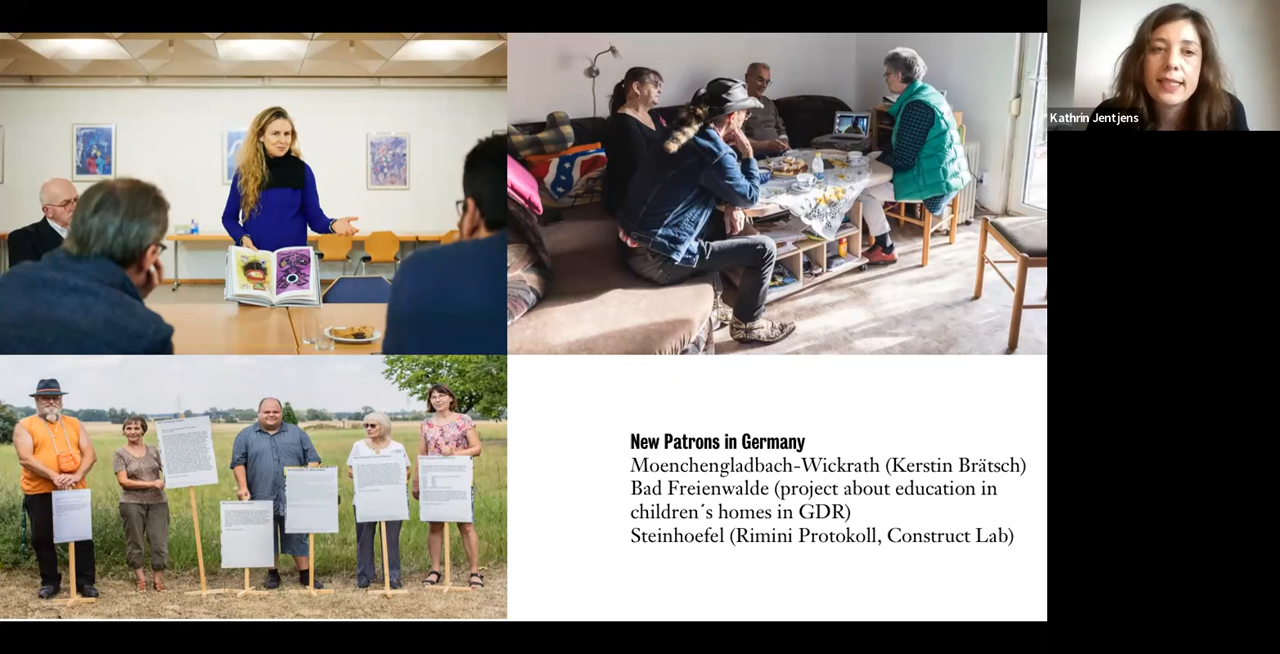 Kathrin Jentjens
New Patrons in Germany
Moenchengladbach-Wickrath (Kerstin Brätsch)
Bad Freienwalde (project about education in
children´s homes in GDR)
Steinhoefel (Rimini Protokoll, Construct Lab)